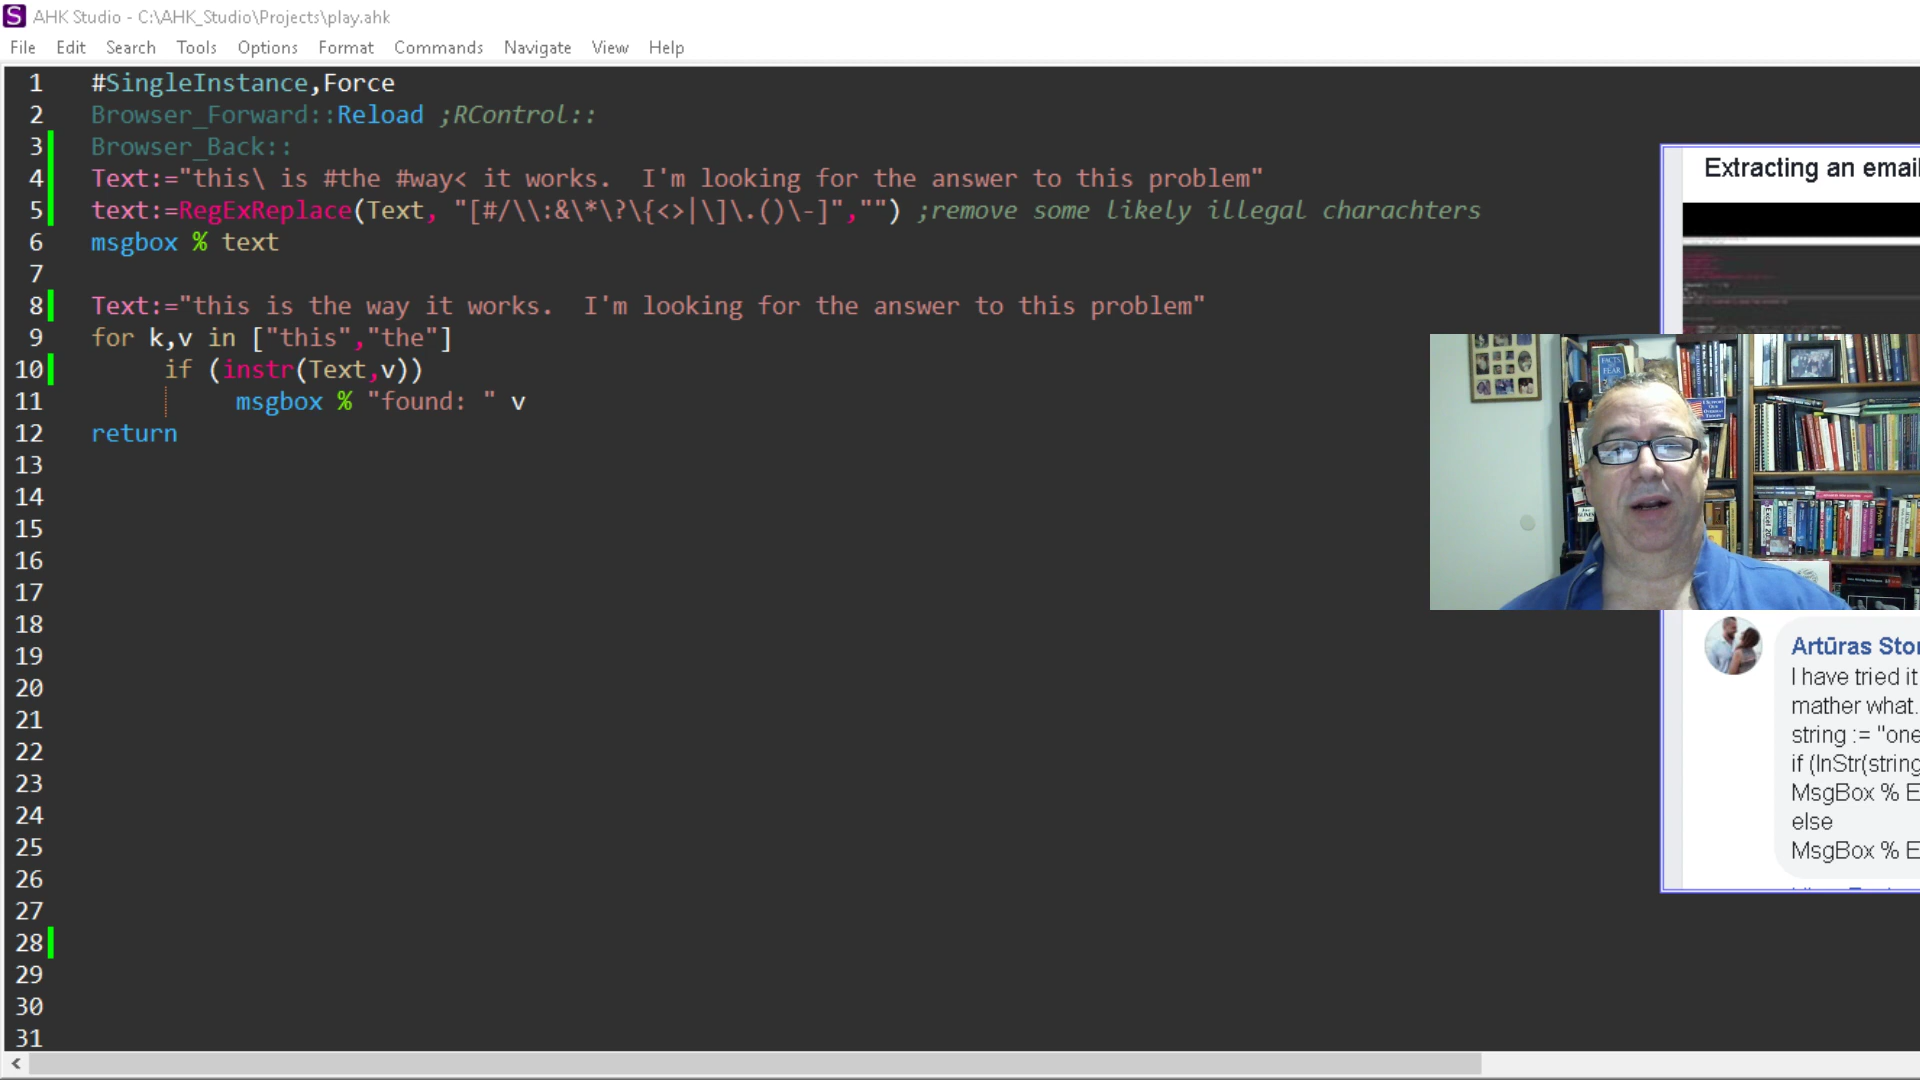 AHK Studio - C:\AHK_Studio\Projects\play.ahk
File Edit Search Tools Options Format Commands Navigate View Help
1 #SingleInstance,Force
2 Browser_Forward::Reload ;RControl::
3 Browser_Back::
4 Text:="this\ is #the #way< it works.  I'm looking for the answer to this problem"
5 text:=RegExReplace(Text, "[#/\\:&\*\?\{<>|\]\.()\-]","") ;remove some likely illegal charachters
6 msgbox % text
7
8 Text:="this is the way it works.  I'm looking for the answer to this problem"
9 for k,v in ["this","the"]
10 if (instr(Text,v))
11 msgbox % "found: " v
12 return
13
14
15
16
17
18
19
20
21
22
23
24
25
26
27
28
29
30
31
Extracting an email
FACTS
FEAR
Artūras Stor
I have tried it
mather what.
string := "one
if (InStr(string
MsgBox % E
else
MsgBox % E